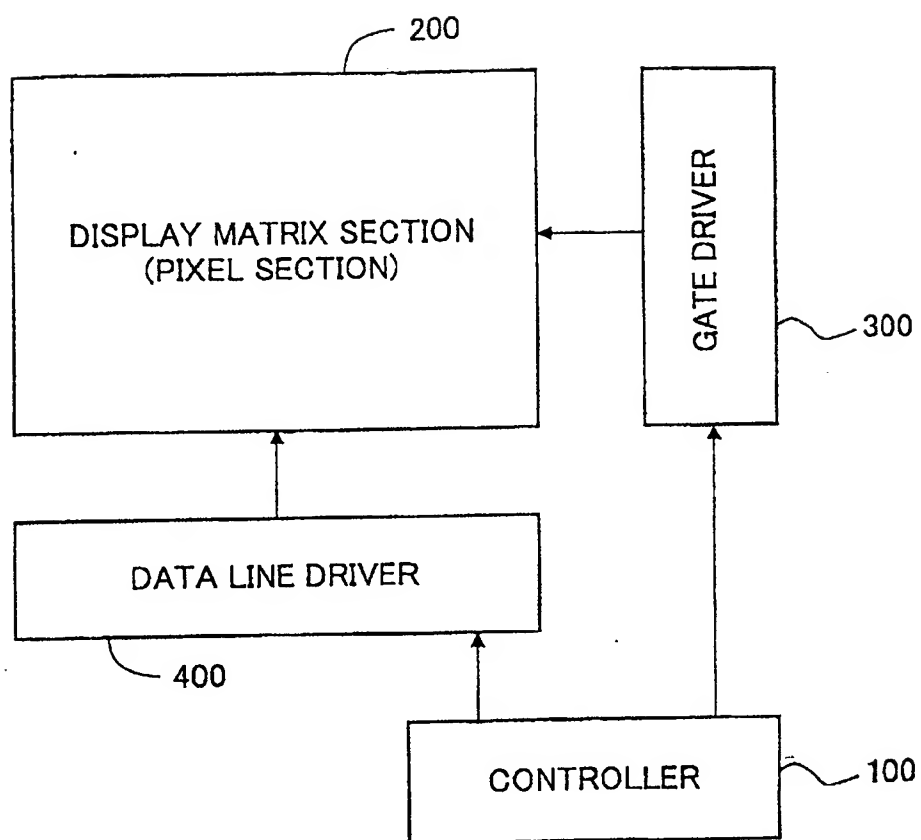 200
DISPLAY MATRIX SECTION
(PIXEL SECTION)
GATE DRIVER
300
DATA LINE DRIVER
400
CONTROLLER
100